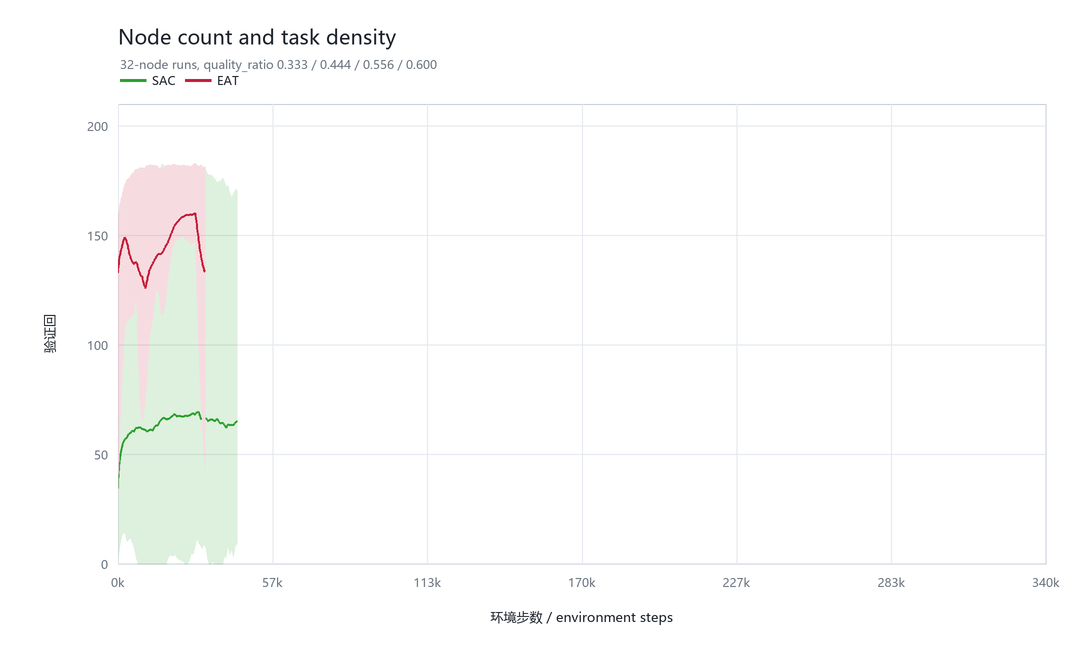 Node count and task density
32-node runs, quality_ratio 0.333 / 0.444 / 0.556 / 0.600
SAC EAT
200
150
100
50
0
验证回
0k 57k 113k 170k 227k 283k 340k
环境步数 / environment steps